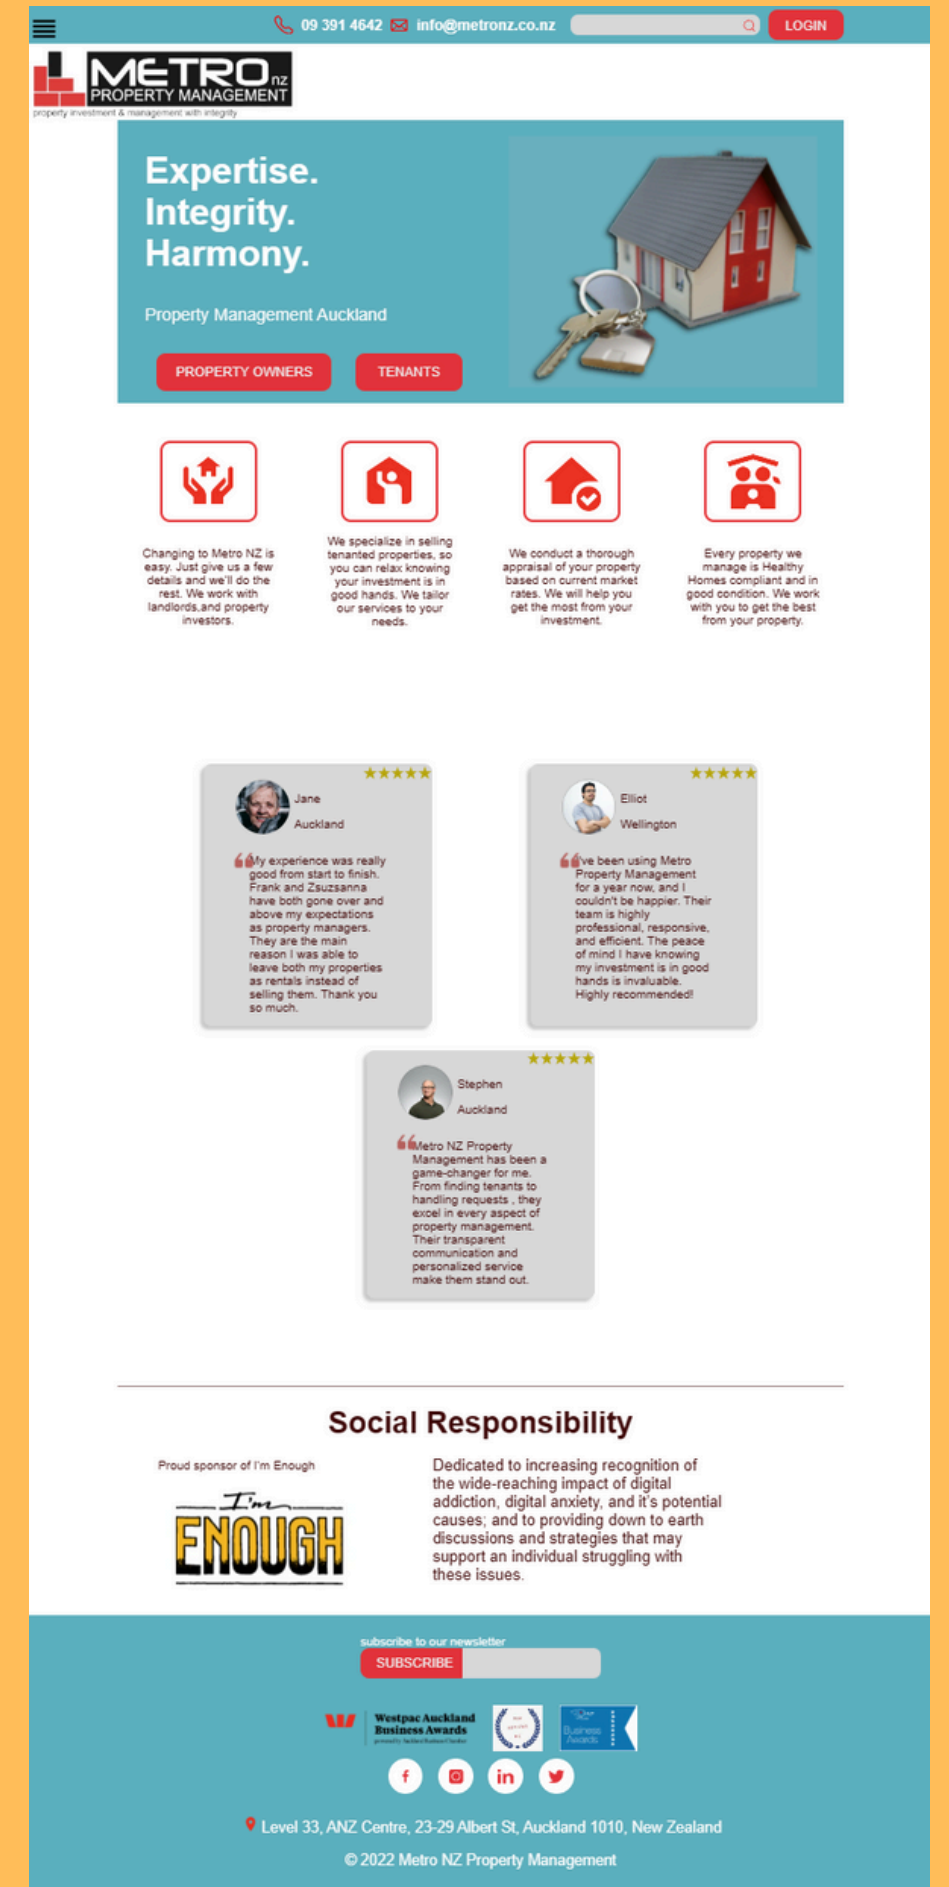 09 391 4642 info@metronz.co.nz LOGIN
METRO nz
PROPERTY MANAGEMENT
property investment & management with integrity
Expertise.
Integrity.
Harmony.
Property Management Auckland
PROPERTY OWNERS TENANTS
Changing to Metro NZ is
easy. Just give us a few
details and we'll do the
rest. We work with
landlords,and property
investors.
We specialize in selling
tenanted properties, so
you can relax knowing
your investment is in
good hands. We tailor
our services to your
needs.
We conduct a thorough
appraisal of your property
based on current market
rates. We will help you
get the most from your
investment.
Every property we
manage is Healthy
Homes compliant and in
good condition. We work
with you to get the best
from your property.
Jane
Auckland
My experience was really
good from start to finish.
Frank and Zsuzsanna
have both gone over and
above my expectations
as property managers.
They are the main
reason I was able to
leave both my properties
as rentals instead of
selling them. Thank you
so much.
Elliot
Wellington
I've been using Metro
Property Management
for a year now, and I
couldn't be happier. Their
team is highly
professional, responsive,
and efficient. The peace
of mind I have knowing
my investment is in good
hands is invaluable.
Highly recommended!
Stephen
Auckland
Metro NZ Property
Management has been a
game-changer for me.
From finding tenants to
handling requests , they
excel in every aspect of
property management.
Their transparent
communication and
personalized service
make them stand out.
Social Responsibility
Proud sponsor of I'm Enough
I'm
ENOUGH
Dedicated to increasing recognition of
the wide-reaching impact of digital
addiction, digital anxiety, and it's potential
causes; and to providing down to earth
discussions and strategies that may
support an individual struggling with
these issues.
subscribe to our newsletter
SUBSCRIBE
Westpac Auckland
Business Awards
powered by Auckland Business Chamber
Business
Awards
Level 33, ANZ Centre, 23-29 Albert St, Auckland 1010, New Zealand
© 2022 Metro NZ Property Management